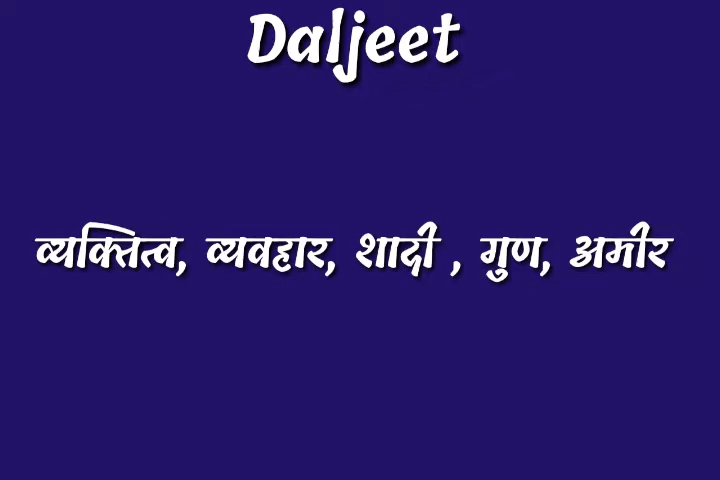 Daljeet
व्यक्तित्व, व्यवहार, शादी , गुण, अमीर